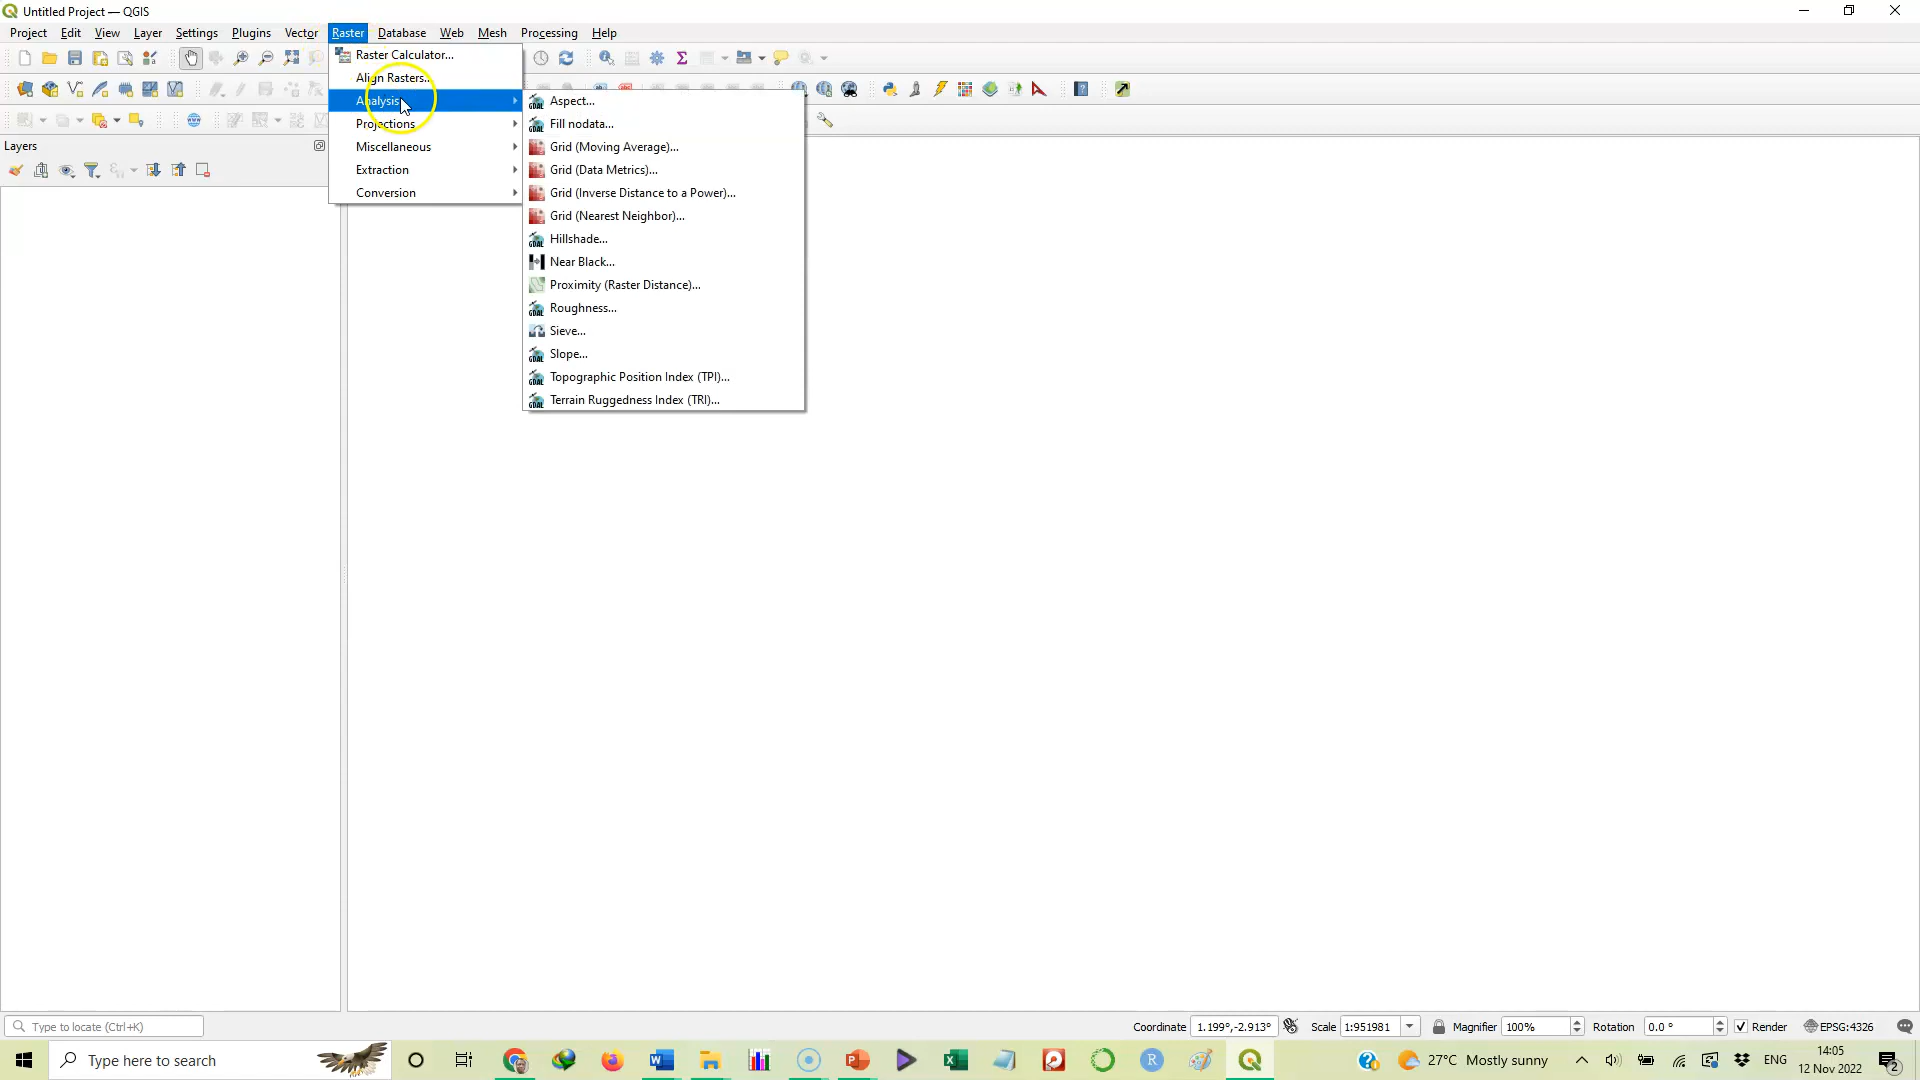 Untitled Project — QGIS
Project Edit View Layer Settings Plugins Vector Raster Database Web Mesh Processing Help
Raster Calculator...
Align Rasters...
Analysis
Projections
Miscellaneous
Extraction
Conversion
Aspect...
Fill nodata...
Grid (Moving Average)...
Grid (Data Metrics)...
Grid (Inverse Distance to a Power)...
Grid (Nearest Neighbor)...
Hillshade...
Near Black...
Proximity (Raster Distance)...
Roughness...
Sieve...
Slope...
Topographic Position Index (TPI)...
Terrain Ruggedness Index (TRI)...
Layers
Type to locate (Ctrl+K)
Coordinate 1.199°,-2.913° Scale 1:951981 Magnifier 100% Rotation 0.0 ° Render EPSG:4326
Type here to search
27°C Mostly sunny
ENG
14:05
12 Nov 2022
2